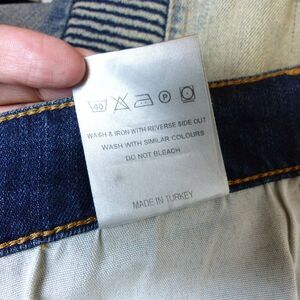 40 P
WASH & IRON WITH REVERSE SIDE OUT
WASH WITH SIMILAR COLOURS
DO NOT BLEACH
MADE IN TURKEY